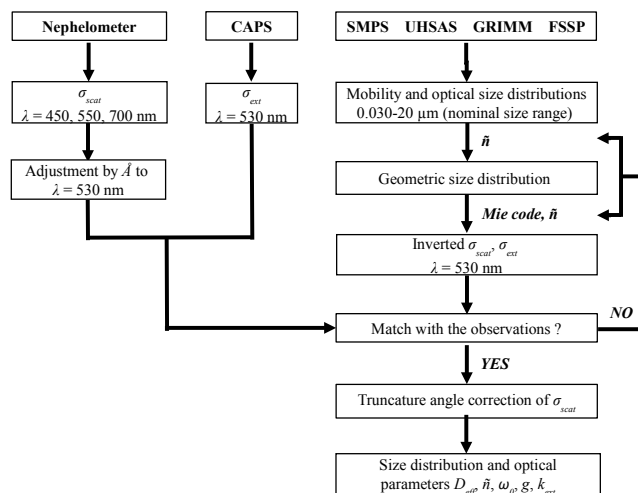 Nephelometer
CAPS
SMPS UHSAS GRIMM FSSP
σscat
λ = 450, 550, 700 nm
σext
λ = 530 nm
Mobility and optical size distributions
0.030-20 µm (nominal size range)
ñ
Adjustment by Å to
λ = 530 nm
Geometric size distribution
Mie code, ñ
Inverted σscat, σext
λ = 530 nm
Match with the observations ?
NO
YES
Truncature angle correction of σscat
Size distribution and optical
parameters Deff, ñ, ω0, g, kext